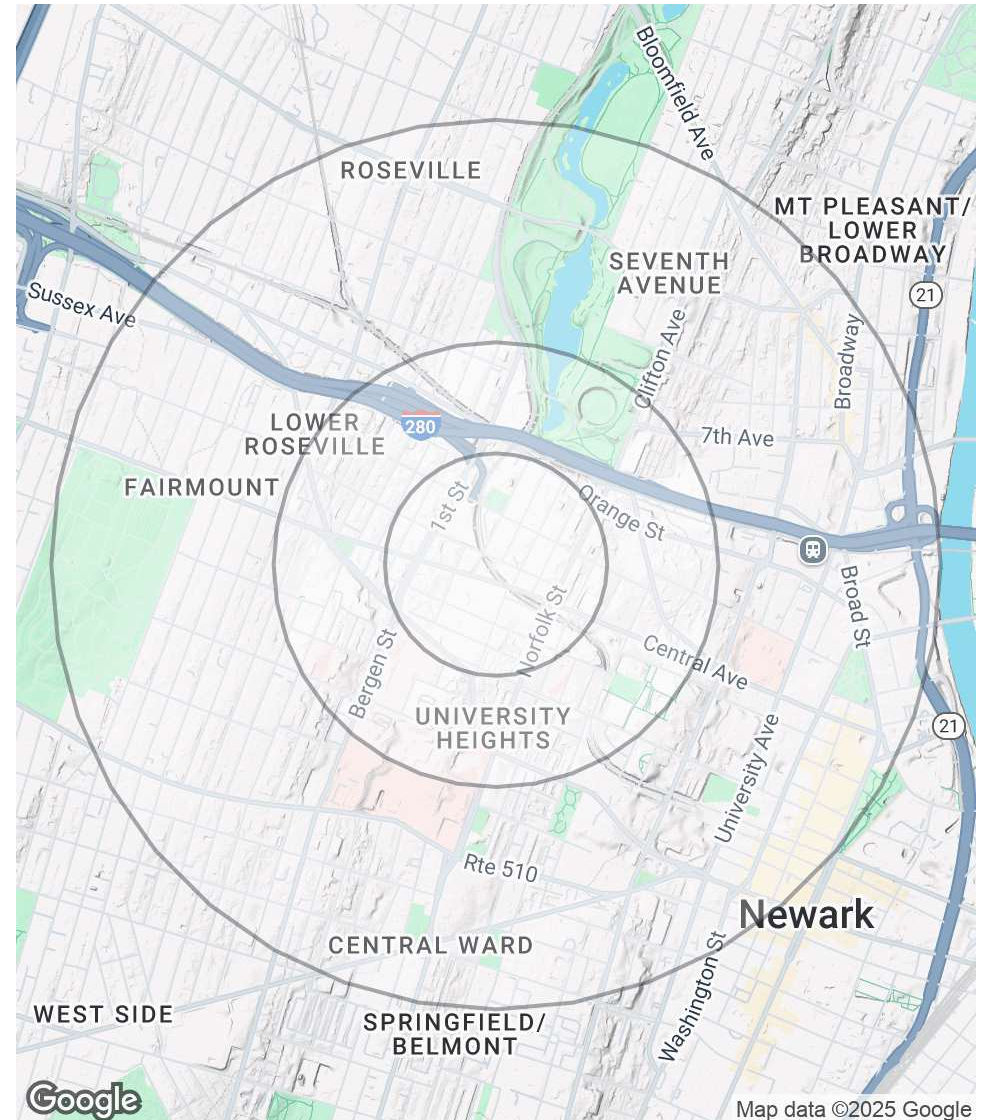 Bloomfield Ave
ROSEVILLE
MT PLEASANT/
LOWER
BROADWAY
SEVENTH
AVENUE
21
Sussex Ave
Clifton Ave
Broadway
LOWER
ROSEVILLE
280
7th Ave
FAIRMOUNT
1st St
Orange St
Broad St
Norfolk St
Bergen St
Central Ave
UNIVERSITY
HEIGHTS
21
University Ave
Rte 510
Newark
CENTRAL WARD
Washington St
WEST SIDE
SPRINGFIELD/
BELMONT
Google
Map data ©2025 Google